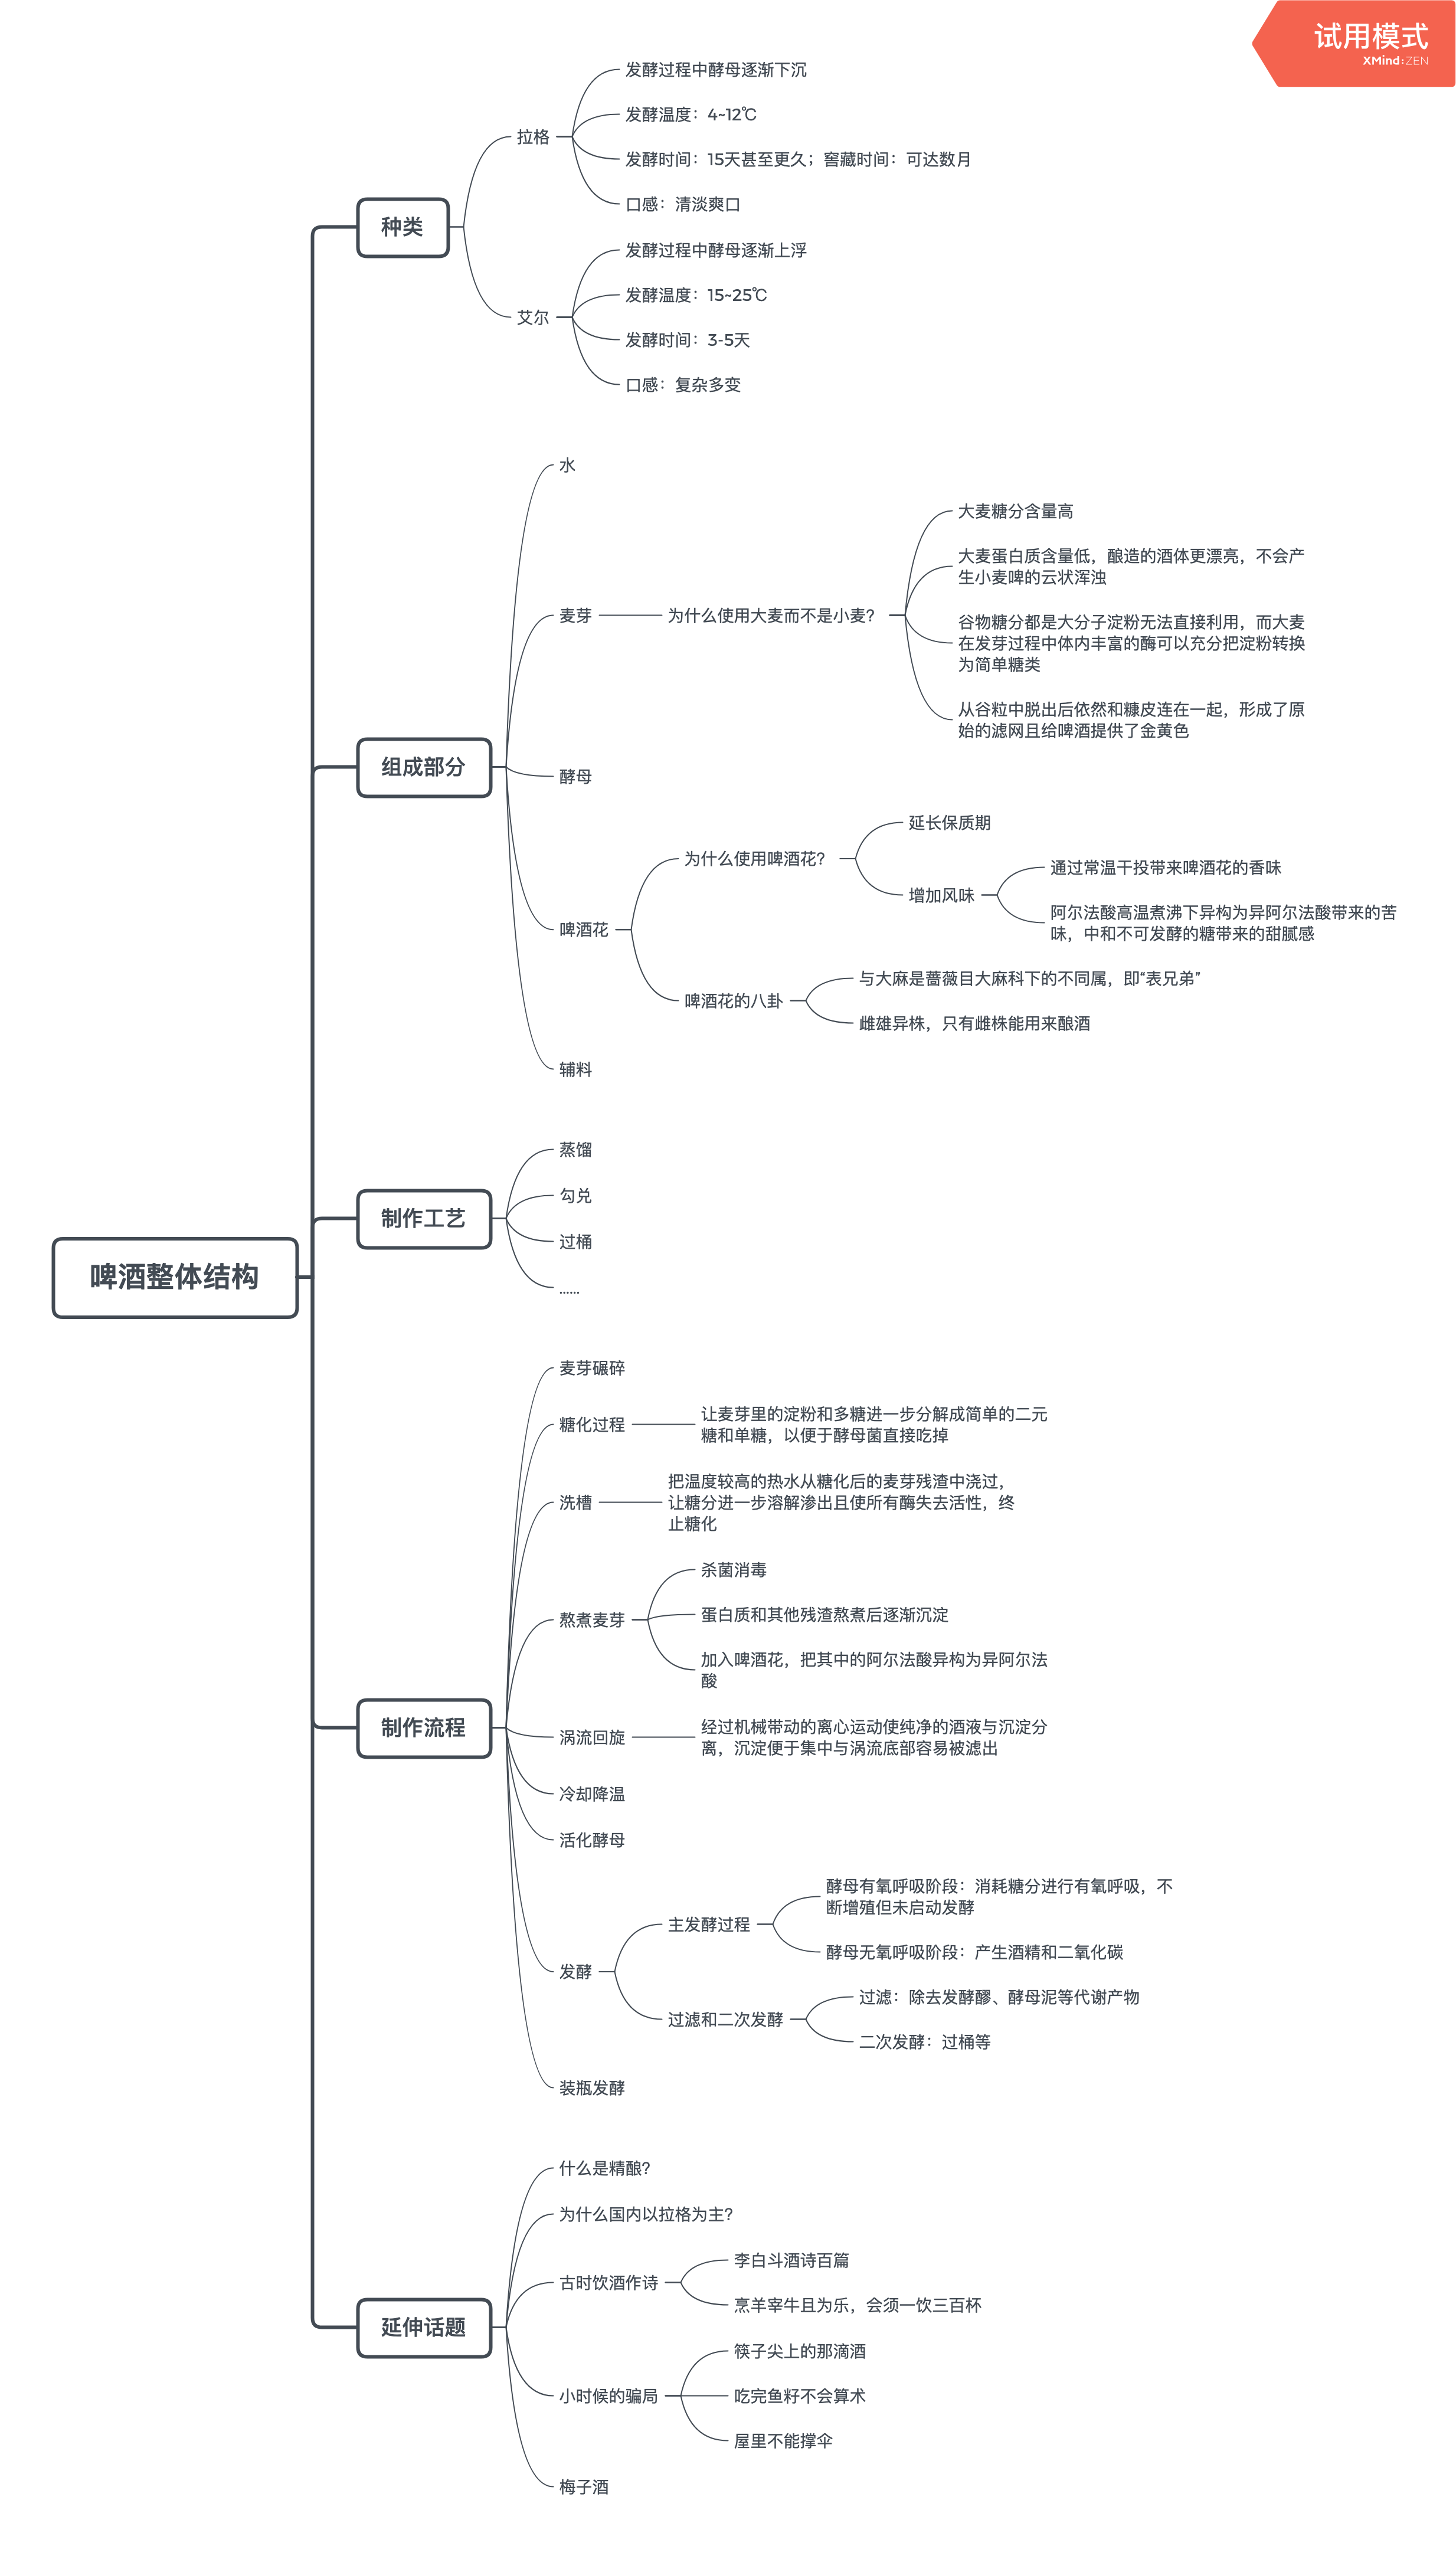 试用模式
XMind:ZEN
啤酒整体结构
种类
拉格
发酵过程中酵母逐渐下沉
发酵温度：4~12℃
发酵时间：15天甚至更久；窖藏时间：可达数月
口感：清淡爽口
艾尔
发酵过程中酵母逐渐上浮
发酵温度：15~25℃
发酵时间：3-5天
口感：复杂多变
组成部分
水
麦芽
为什么使用大麦而不是小麦？
大麦糖分含量高
大麦蛋白质含量低，酿造的酒体更漂亮，不会产
生小麦啤的云状浑浊
谷物糖分都是大分子淀粉无法直接利用，而大麦
在发芽过程中体内丰富的酶可以充分把淀粉转换
为简单糖类
从谷粒中脱出后依然和糠皮连在一起，形成了原
始的滤网且给啤酒提供了金黄色
酵母
啤酒花
为什么使用啤酒花？
延长保质期
增加风味
通过常温干投带来啤酒花的香味
阿尔法酸高温煮沸下异构为异阿尔法酸带来的苦
味，中和不可发酵的糖带来的甜腻感
啤酒花的八卦
与大麻是蔷薇目大麻科下的不同属，即“表兄弟”
雌雄异株，只有雌株能用来酿酒
辅料
制作工艺
蒸馏
勾兑
过桶
......
制作流程
麦芽碾碎
糖化过程
让麦芽里的淀粉和多糖进一步分解成简单的二元
糖和单糖，以便于酵母菌直接吃掉
洗槽
把温度较高的热水从糖化后的麦芽残渣中浇过，
让糖分进一步溶解渗出且使所有酶失去活性，终
止糖化
熬煮麦芽
杀菌消毒
蛋白质和其他残渣熬煮后逐渐沉淀
加入啤酒花，把其中的阿尔法酸异构为异阿尔法
酸
涡流回旋
经过机械带动的离心运动使纯净的酒液与沉淀分
离，沉淀便于集中与涡流底部容易被滤出
冷却降温
活化酵母
发酵
主发酵过程
酵母有氧呼吸阶段：消耗糖分进行有氧呼吸，不
断增殖但未启动发酵
酵母无氧呼吸阶段：产生酒精和二氧化碳
过滤和二次发酵
过滤：除去发酵醪、酵母泥等代谢产物
二次发酵：过桶等
装瓶发酵
延伸话题
什么是精酿？
为什么国内以拉格为主？
古时饮酒作诗
李白斗酒诗百篇
烹羊宰牛且为乐，会须一饮三百杯
小时候的骗局
筷子尖上的那滴酒
吃完鱼籽不会算术
屋里不能撑伞
梅子酒